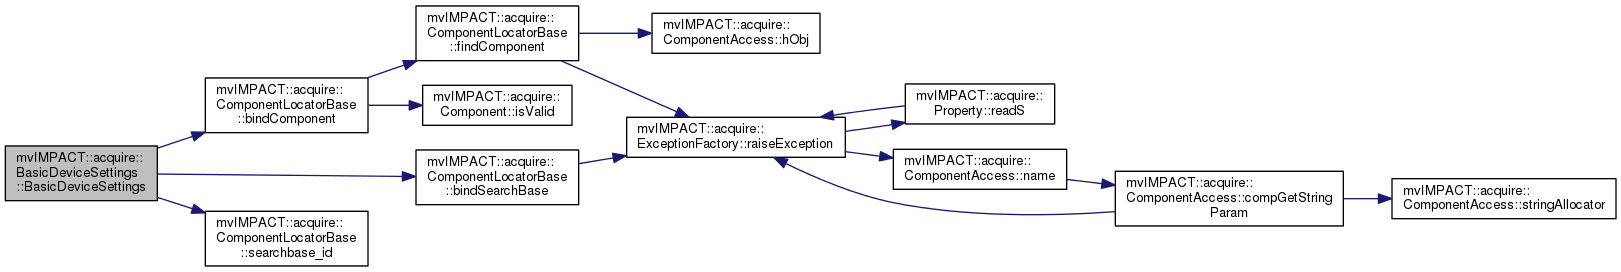 mvIMPACT::acquire::
BasicDeviceSettings
::BasicDeviceSettings
mvIMPACT::acquire::
ComponentLocatorBase
::bindComponent
mvIMPACT::acquire::
ComponentLocatorBase
::findComponent
mvIMPACT::acquire::
ComponentAccess::hObj
mvIMPACT::acquire::
Component::isValid
mvIMPACT::acquire::
ExceptionFactory::raiseException
mvIMPACT::acquire::
Property::readS
mvIMPACT::acquire::
ComponentAccess::name
mvIMPACT::acquire::
ComponentAccess::compGetString
Param
mvIMPACT::acquire::
ComponentAccess::stringAllocator
mvIMPACT::acquire::
ComponentLocatorBase
::bindSearchBase
mvIMPACT::acquire::
ComponentLocatorBase
::searchbase_id